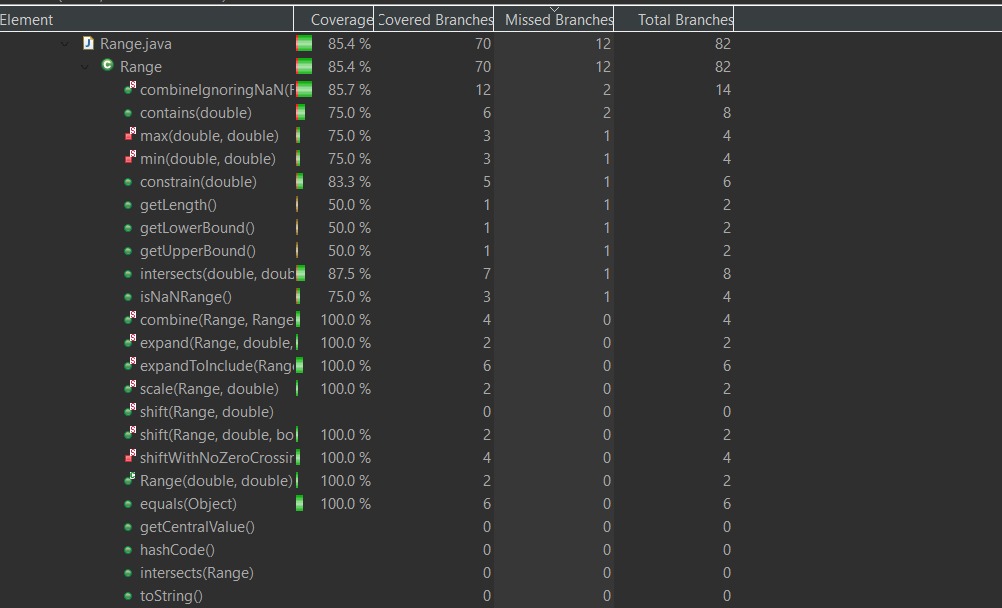 Element Coverage Covered Branches Missed Branches Total Branches
Range.java 85.4 % 70 12 82
Range 85.4 % 70 12 82
combineIgnoringNaN(R 85.7 % 12 2 14
contains(double) 75.0 % 6 2 8
max(double, double) 75.0 % 3 1 4
min(double, double) 75.0 % 3 1 4
constrain(double) 83.3 % 5 1 6
getLength() 50.0 % 1 1 2
getLowerBound() 50.0 % 1 1 2
getUpperBound() 50.0 % 1 1 2
intersects(double, doub 87.5 % 7 1 8
isNaNRange() 75.0 % 3 1 4
combine(Range, Range 100.0 % 4 0 4
expand(Range, double, 100.0 % 2 0 2
expandToInclude(Rang 100.0 % 6 0 6
scale(Range, double) 100.0 % 2 0 2
shift(Range, double) 0 0 0
shift(Range, double, bo 100.0 % 2 0 2
shiftWithNoZeroCrossin 100.0 % 4 0 4
Range(double, double) 100.0 % 2 0 2
equals(Object) 100.0 % 6 0 6
getCentralValue() 0 0 0
hashCode() 0 0 0
intersects(Range) 0 0 0
toString() 0 0 0